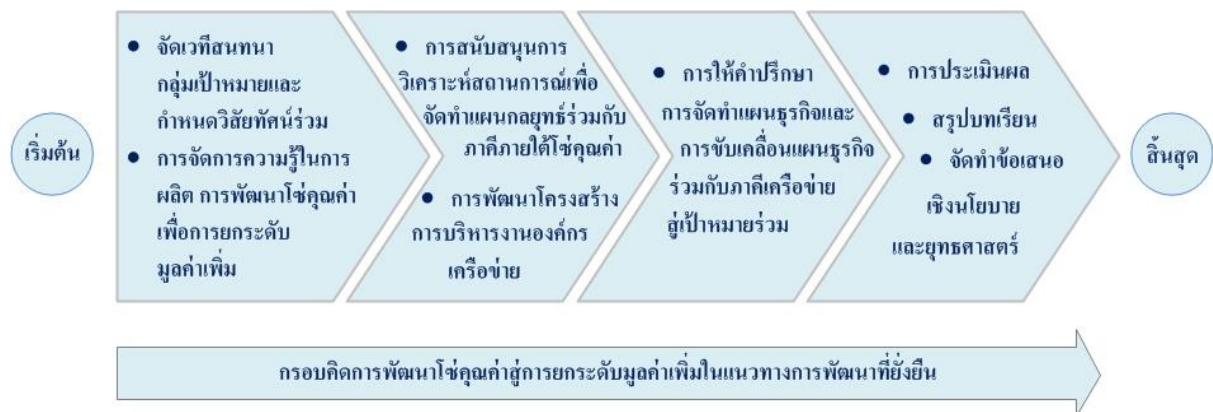 เริ่มต้น
● จัดเวทีสนทนา
กลุ่มเป้าหมายและ
กำหนดวิสัยทัศน์ร่วม
● การจัดการความรู้ในการ
ผลิต การพัฒนาโซ่คุณค่า
เพื่อการยกระดับ
มูลค่าเพิ่ม
● การสนับสนุนการ
วิเคราะห์สถานการณ์เพื่อ
จัดทำแผนกลยุทธ์ร่วมกับ
ภาคีภายใต้โซ่คุณค่า
● การพัฒนาโครงสร้าง
การบริหารงานองค์กร
เครือข่าย
● การให้คำปรึกษา
การจัดทำแผนธุรกิจและ
การขับเคลื่อนแผนธุรกิจ
ร่วมกับภาคีเครือข่าย
สู่เป้าหมายร่วม
● การประเมินผล
● สรุปบทเรียน
● จัดทำข้อเสนอ
เชิงนโยบาย
และยุทธศาสตร์
สิ้นสุด
กรอบคิดการพัฒนาโซ่คุณค่าสู่การยกระดับมูลค่าเพิ่มในแนวทางการพัฒนาที่ยั่งยืน